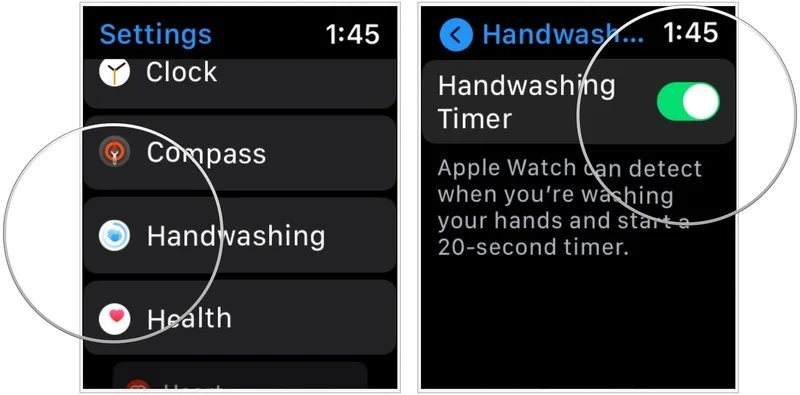 Settings 1:45
Clock
Compass
Handwashing
Health
Heart
Handwash... 1:45
Handwashing
Timer
Apple Watch can detect
when you're washing
your hands and start a
20-second timer.